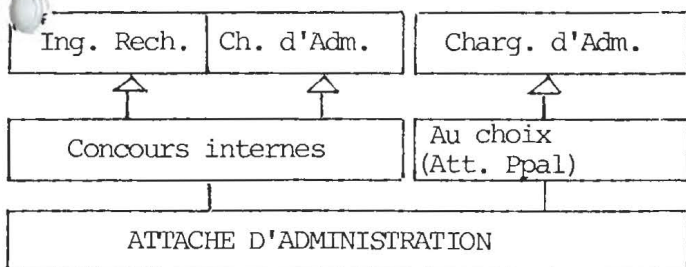 Ing. Rech. Ch. d'Adm. Charg. d'Adm.
Concours internes
Au choix
(Att. Ppal)
ATTACHE D'ADMINISTRATION